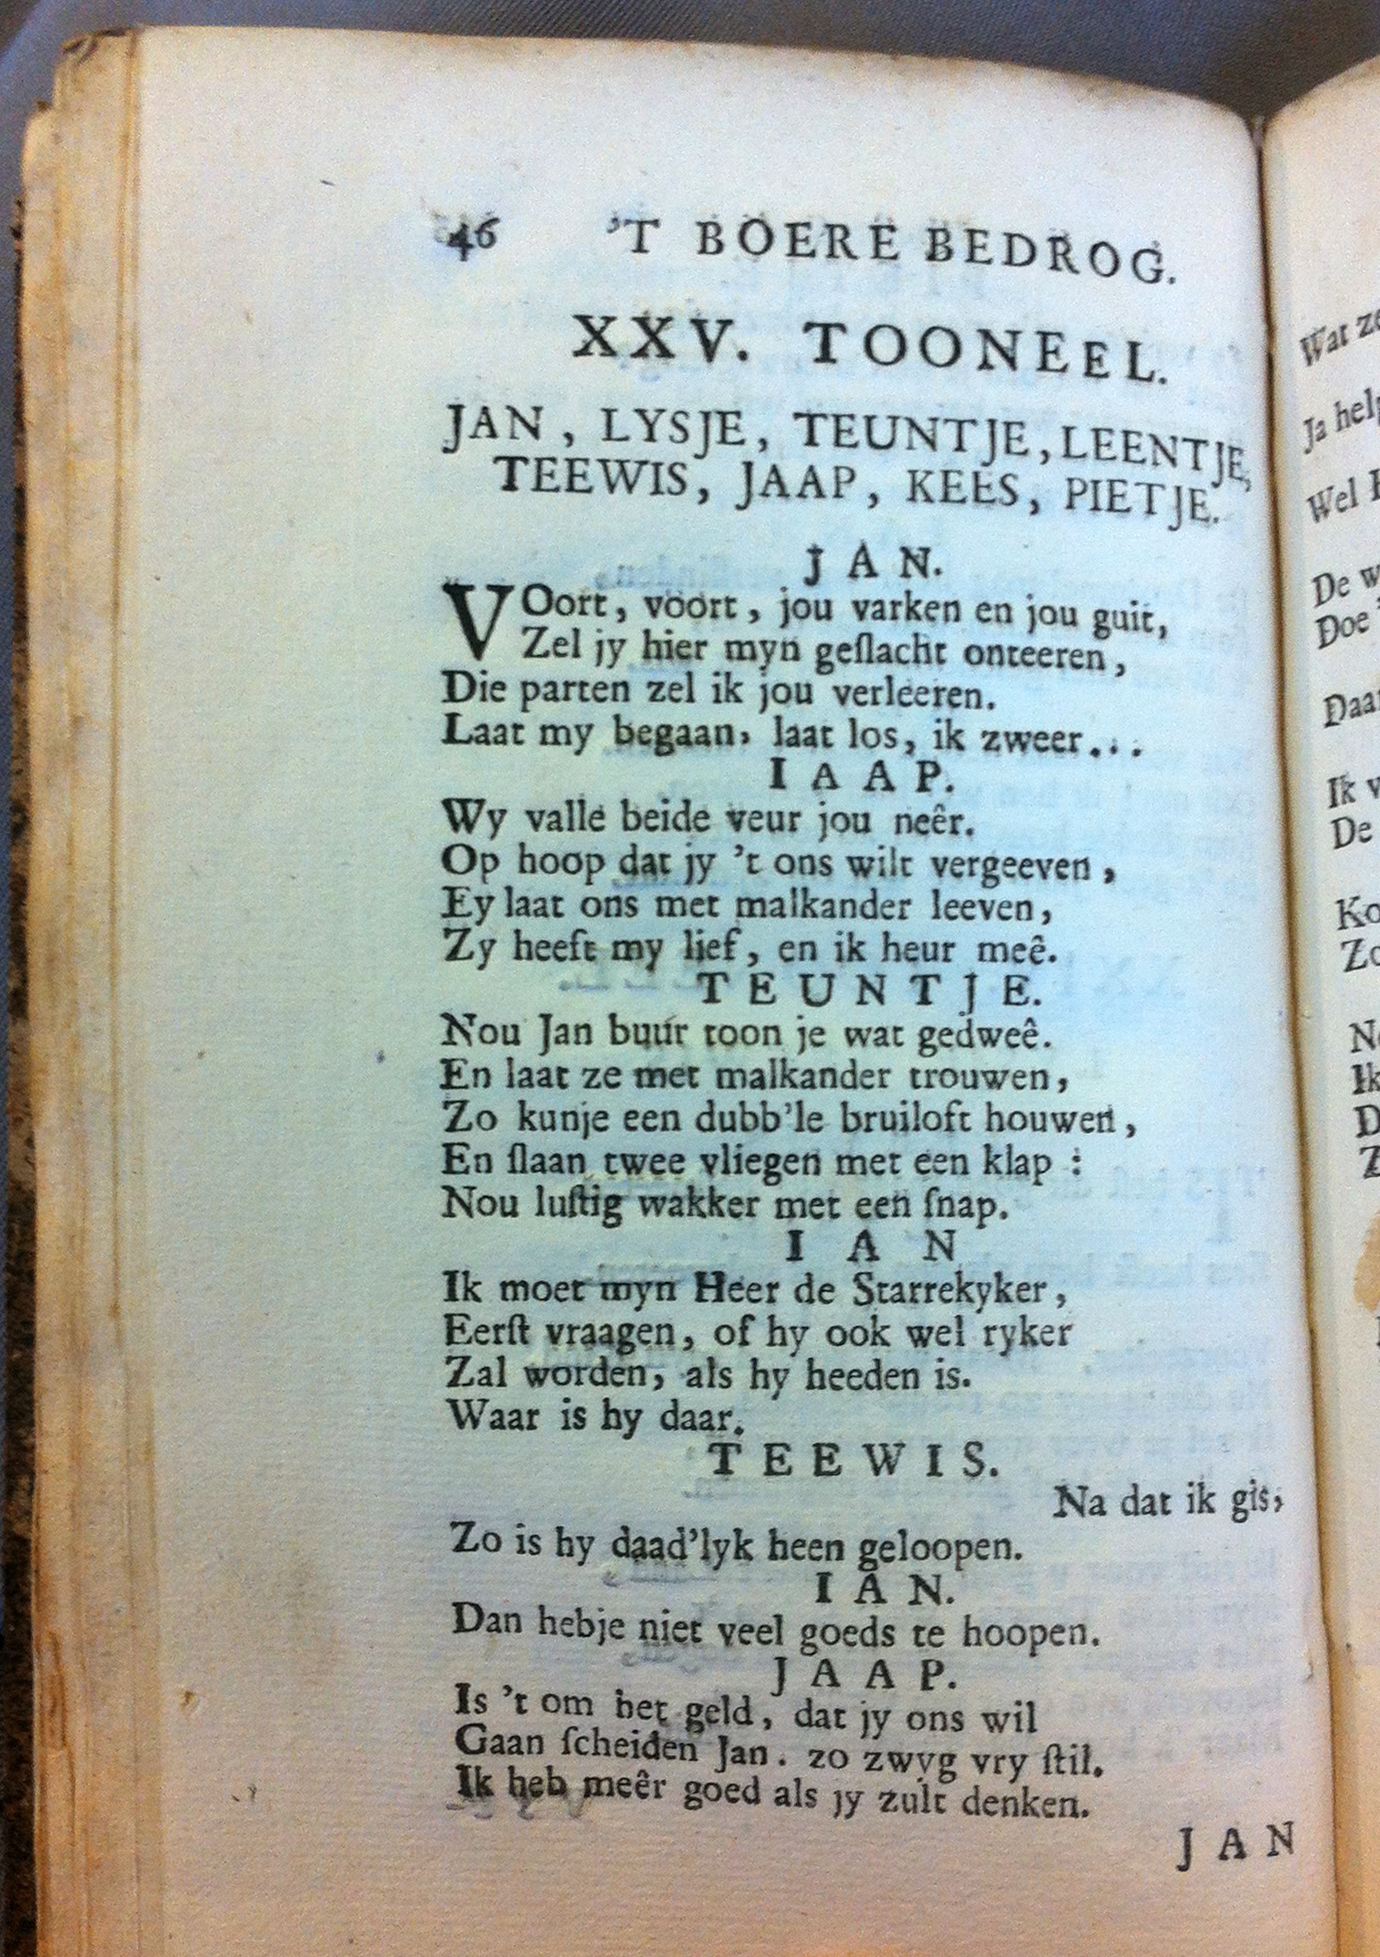 46 'T BOERE BEDROG.
XXV. TOONEEL.
JAN, LYSJE, TEUNTJE, LEENTJE,
TEEWIS, JAAP, KEES, PIETJE.
JAN.
VOort, voort, jou varken en jou guit,
Zel jy hier myn geſlacht onteeren,
Die parten zel ik jou verleeren.
Laat my begaan, laat los, ik zweer...
IAAP.
Wy valle beide veur jou neêr.
Op hoop dat jy 't ons wilt vergeeven,
Ey laat ons met malkander leeven,
Zy heeft my lief, en ik heur meê.
TEUNTJE.
Nou Jan buur toon je wat gedweê.
En laat ze met malkander trouwen,
Zo kunje een dubb'le bruiloft houwen,
En ſlaan twee vliegen met een klap:
Nou luſtig wakker met een ſnap.
IAN
Ik moet myn Heer de Starrekyker,
Eerſt vraagen, of hy ook wel ryker
Zal worden, als hy heeden is.
Waar is hy daar.
TEEWIS.
Na dat ik gis,
Zo is hy daad'lyk heen geloopen.
IAN.
Dan hebje niet veel goeds te hoopen.
JAAP.
Is 't om het geld, dat jy ons wil
Gaan ſcheiden Jan. zo zwyg vry ſtil.
Ik heb meêr goed als jy zult denken.
JAN
Wat
Ja
Wel
De
Doe
Ik
De